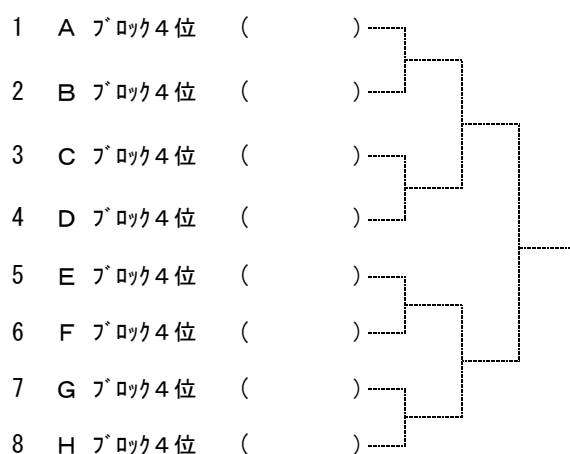 1 A ﾌﾞﾛｯｸ４位 ( )
2 B ﾌﾞﾛｯｸ４位 ( )
3 C ﾌﾞﾛｯｸ４位 ( )
4 D ﾌﾞﾛｯｸ４位 ( )
5 E ﾌﾞﾛｯｸ４位 ( )
6 F ﾌﾞﾛｯｸ４位 ( )
7 G ﾌﾞﾛｯｸ４位 ( )
8 H ﾌﾞﾛｯｸ４位 ( )